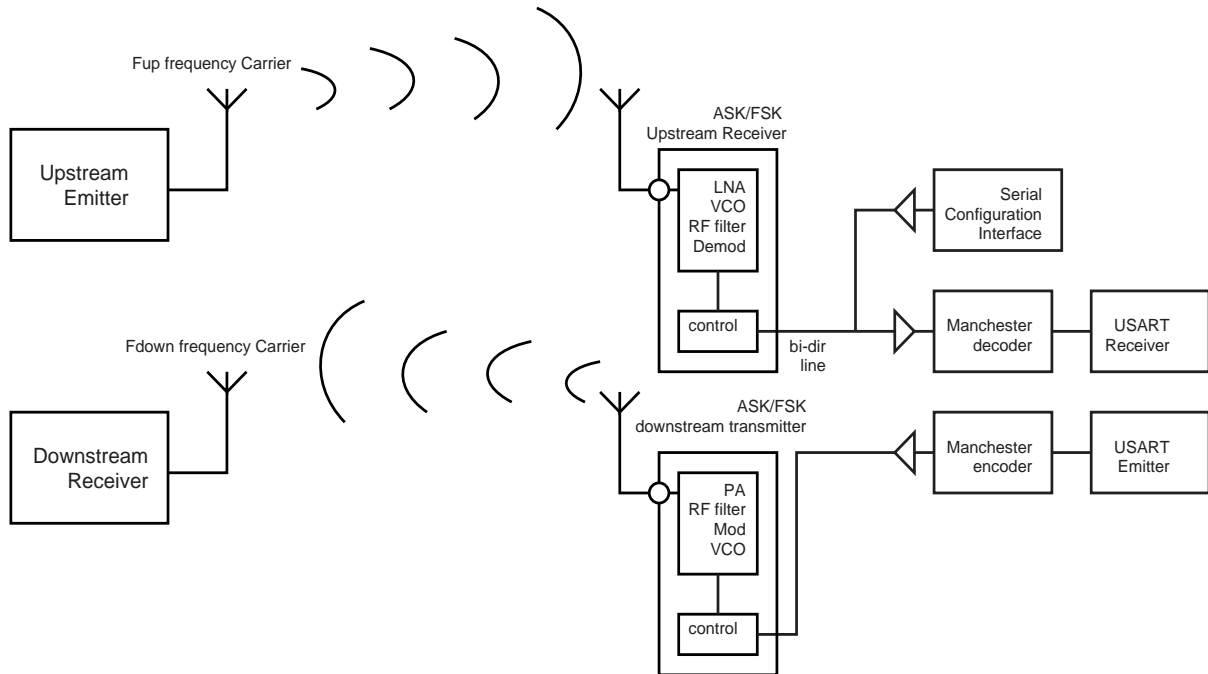 Fup frequency Carrier
Upstream
Emitter
ASK/FSK
Upstream Receiver
LNA
VCO
RF filter
Demod
control
bi-dir
line
Serial
Configuration
Interface
Manchester
decoder
USART
Receiver
Fdown frequency Carrier
Downstream
Receiver
ASK/FSK
downstream transmitter
PA
RF filter
Mod
VCO
control
Manchester
encoder
USART
Emitter